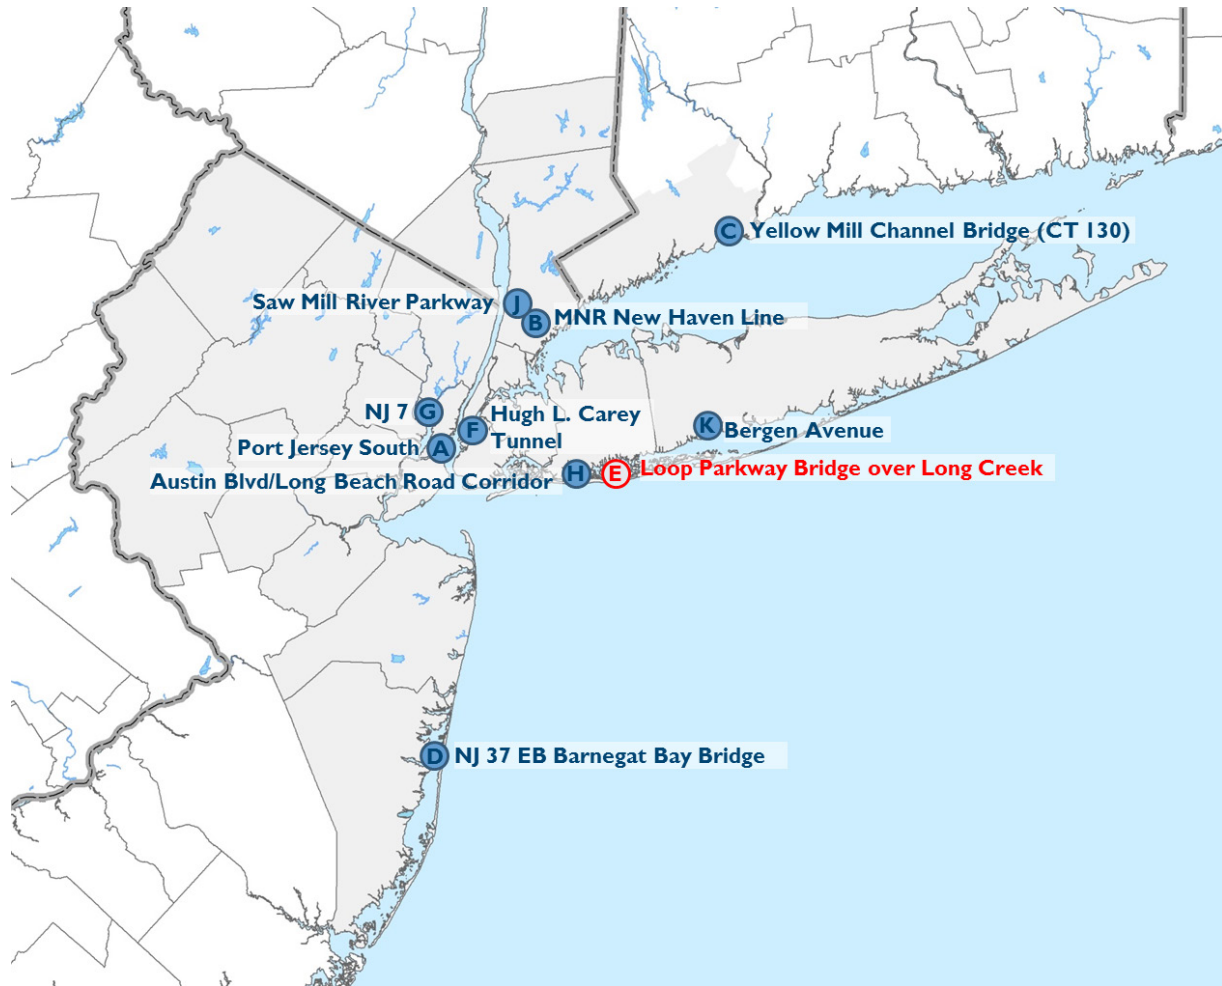 C Yellow Mill Channel Bridge (CT 130)
Saw Mill River Parkway J
B MNR New Haven Line
NJ 7 G
F Hugh L. Carey
Tunnel
K Bergen Avenue
Port Jersey South A
Austin Blvd/Long Beach Road Corridor H
E Loop Parkway Bridge over Long Creek
D NJ 37 EB Barnegat Bay Bridge